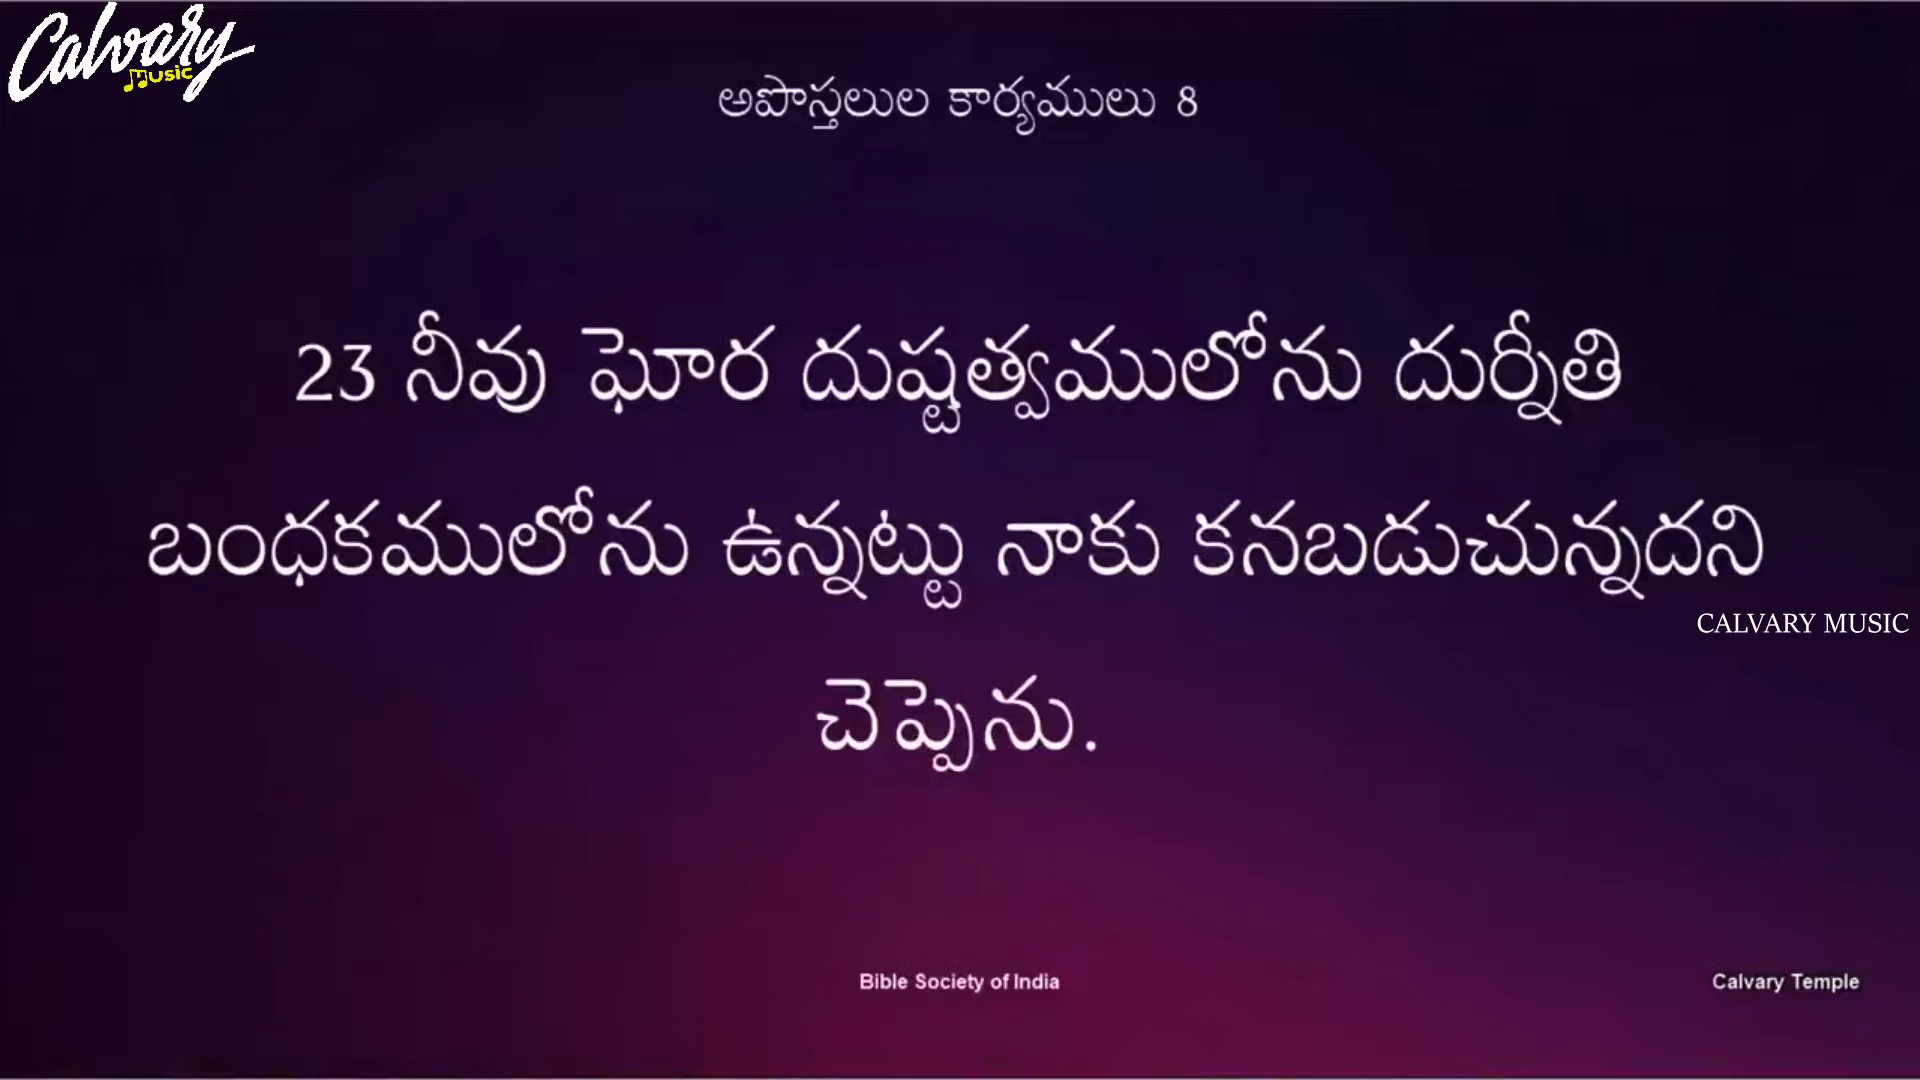 Calvary
Music
అపొస్తలుల కార్యములు 8
23 నీవు ఘోర దుష్టత్వములోను దుర్నీతి
బంధకములోను ఉన్నట్టు నాకు కనబడుచున్నదని
చెప్పెను.
CALVARY MUSIC
Bible Society of India
Calvary Temple